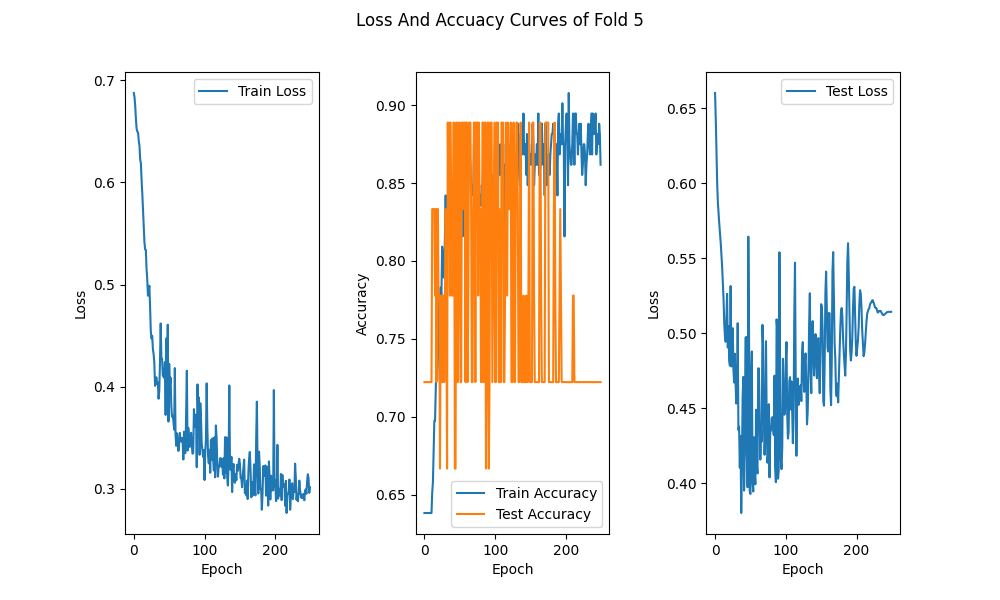 Loss And Accuacy Curves of Fold 5
0.7
0.6
0.5
0.4
0.3
Loss
0
100
200
Epoch
Train Loss
0.90
0.85
0.80
0.75
0.70
0.65
Accuracy
0
100
200
Epoch
Train Accuracy
Test Accuracy
0.65
0.60
0.55
0.50
0.45
0.40
Loss
0
100
200
Epoch
Test Loss